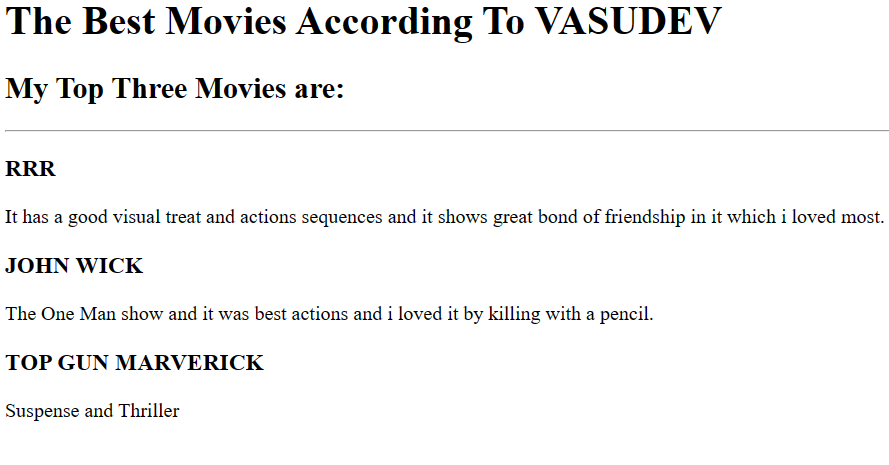 The Best Movies According To VASUDEV
My Top Three Movies are:
RRR
It has a good visual treat and actions sequences and it shows great bond of friendship in it which i loved most.
JOHN WICK
The One Man show and it was best actions and i loved it by killing with a pencil.
TOP GUN MARVERICK
Suspense and Thriller